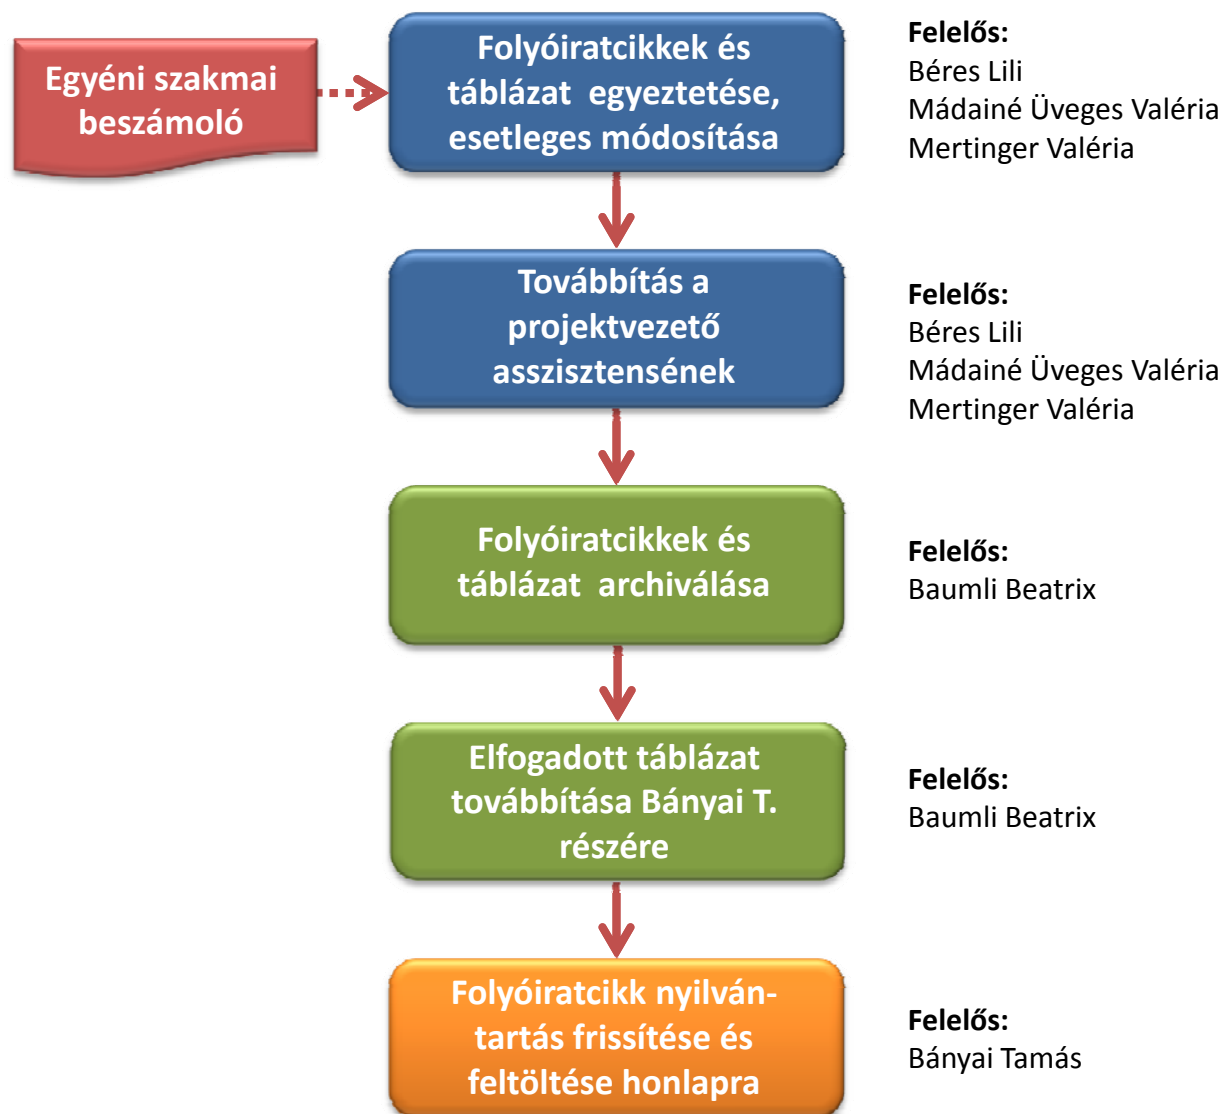 Egyéni szakmai
beszámoló
Folyóiratcikkek és
táblázat  egyeztetése,
esetleges módosítása
Felelős:
Béres Lili
Mádainé Üveges Valéria
Mertinger Valéria
Továbbítás a
projektvezető
asszisztensének
Felelős:
Béres Lili
Mádainé Üveges Valéria
Mertinger Valéria
Folyóiratcikkek és
táblázat  archiválása
Felelős:
Baumli Beatrix
Elfogadott táblázat
továbbítása Bányai T.
részére
Felelős:
Baumli Beatrix
Folyóiratcikk nyilván-
tartás frissítése és
feltöltése honlapra
Felelős:
Bányai Tamás